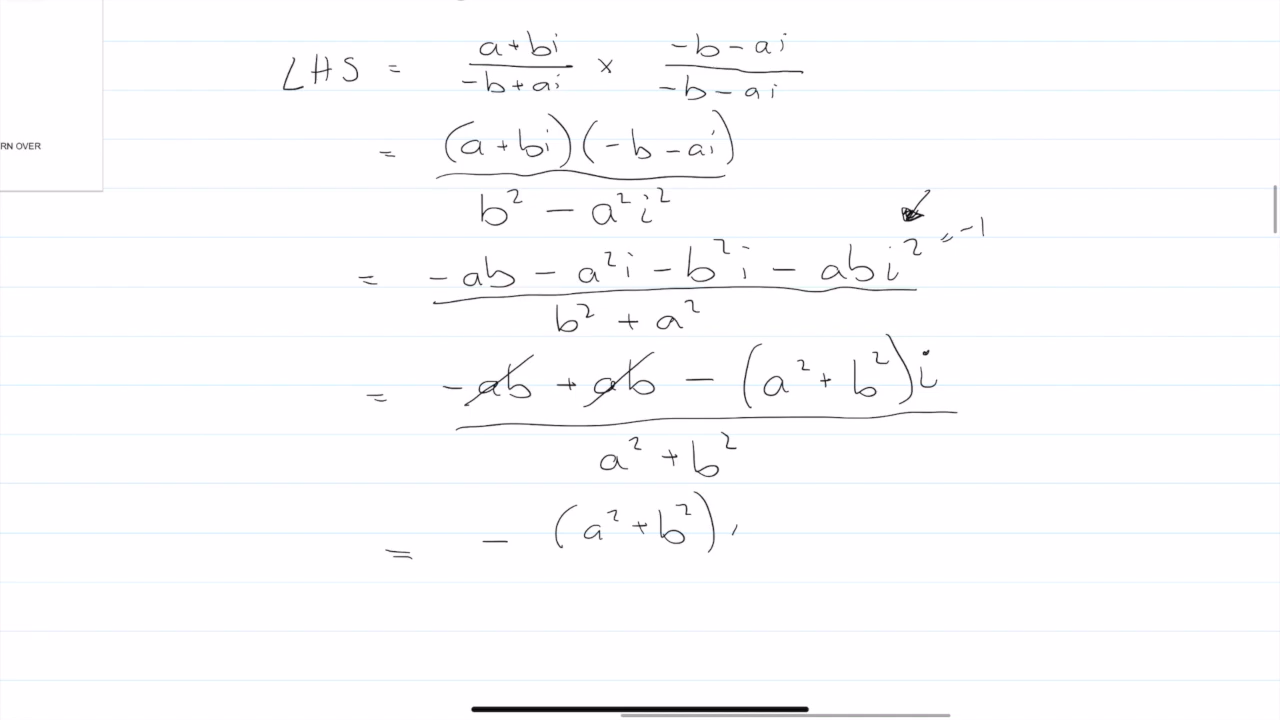 LHS = a+bi / -b+ai × -b-ai / -b-ai
RN OVER
= (a+bi)(-b-ai) / b² - a²i²
= -ab - a²i - b²i - abi² / b² + a² = -1
= -ab + ab - (a² + b²)i / a² + b²
= - (a² + b²)